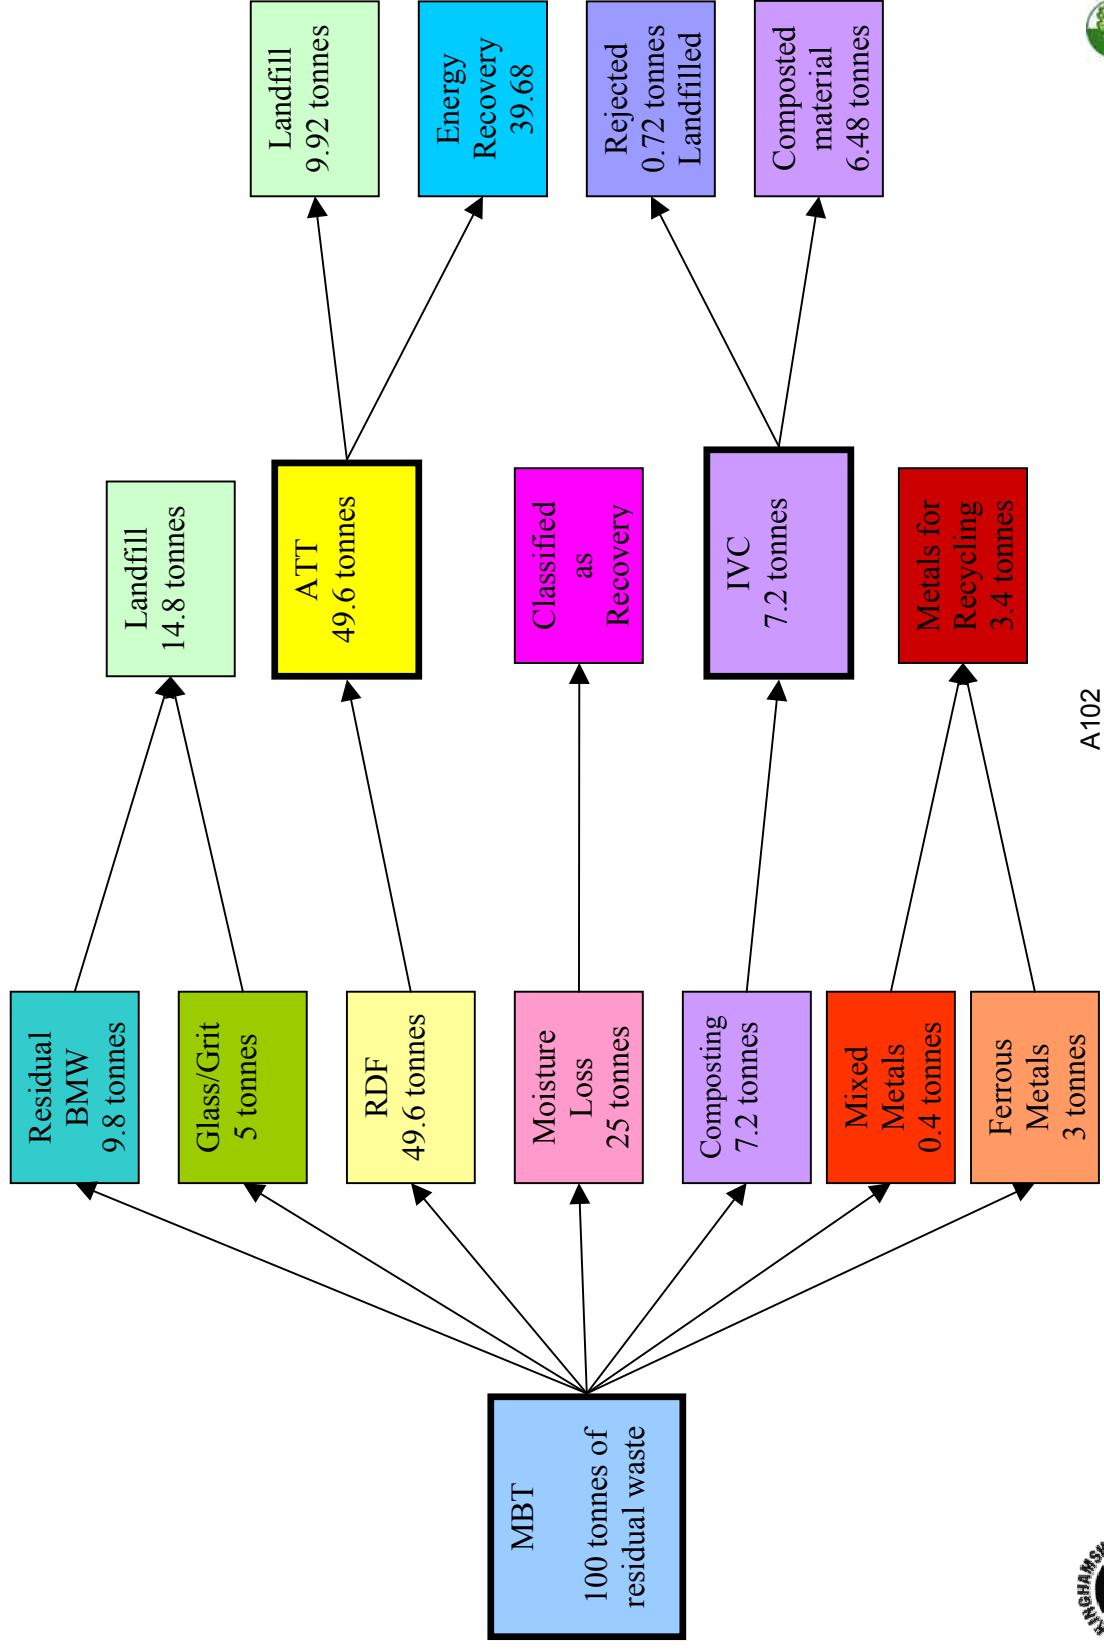 MBT
100 tonnes of
residual waste
Residual
BMW
9.8 tonnes
Glass/Grit
5 tonnes
RDF
49.6 tonnes
Moisture
Loss
25 tonnes
Composting
7.2 tonnes
Mixed
Metals
0.4 tonnes
Ferrous
Metals
3 tonnes
Landfill
14.8 tonnes
ATT
49.6 tonnes
Classified
as
Recovery
IVC
7.2 tonnes
Metals for
Recycling
3.4 tonnes
Landfill
9.92 tonnes
Energy
Recovery
39.68
Rejected
0.72 tonnes
Landfilled
Composted
material
6.48 tonnes
A102